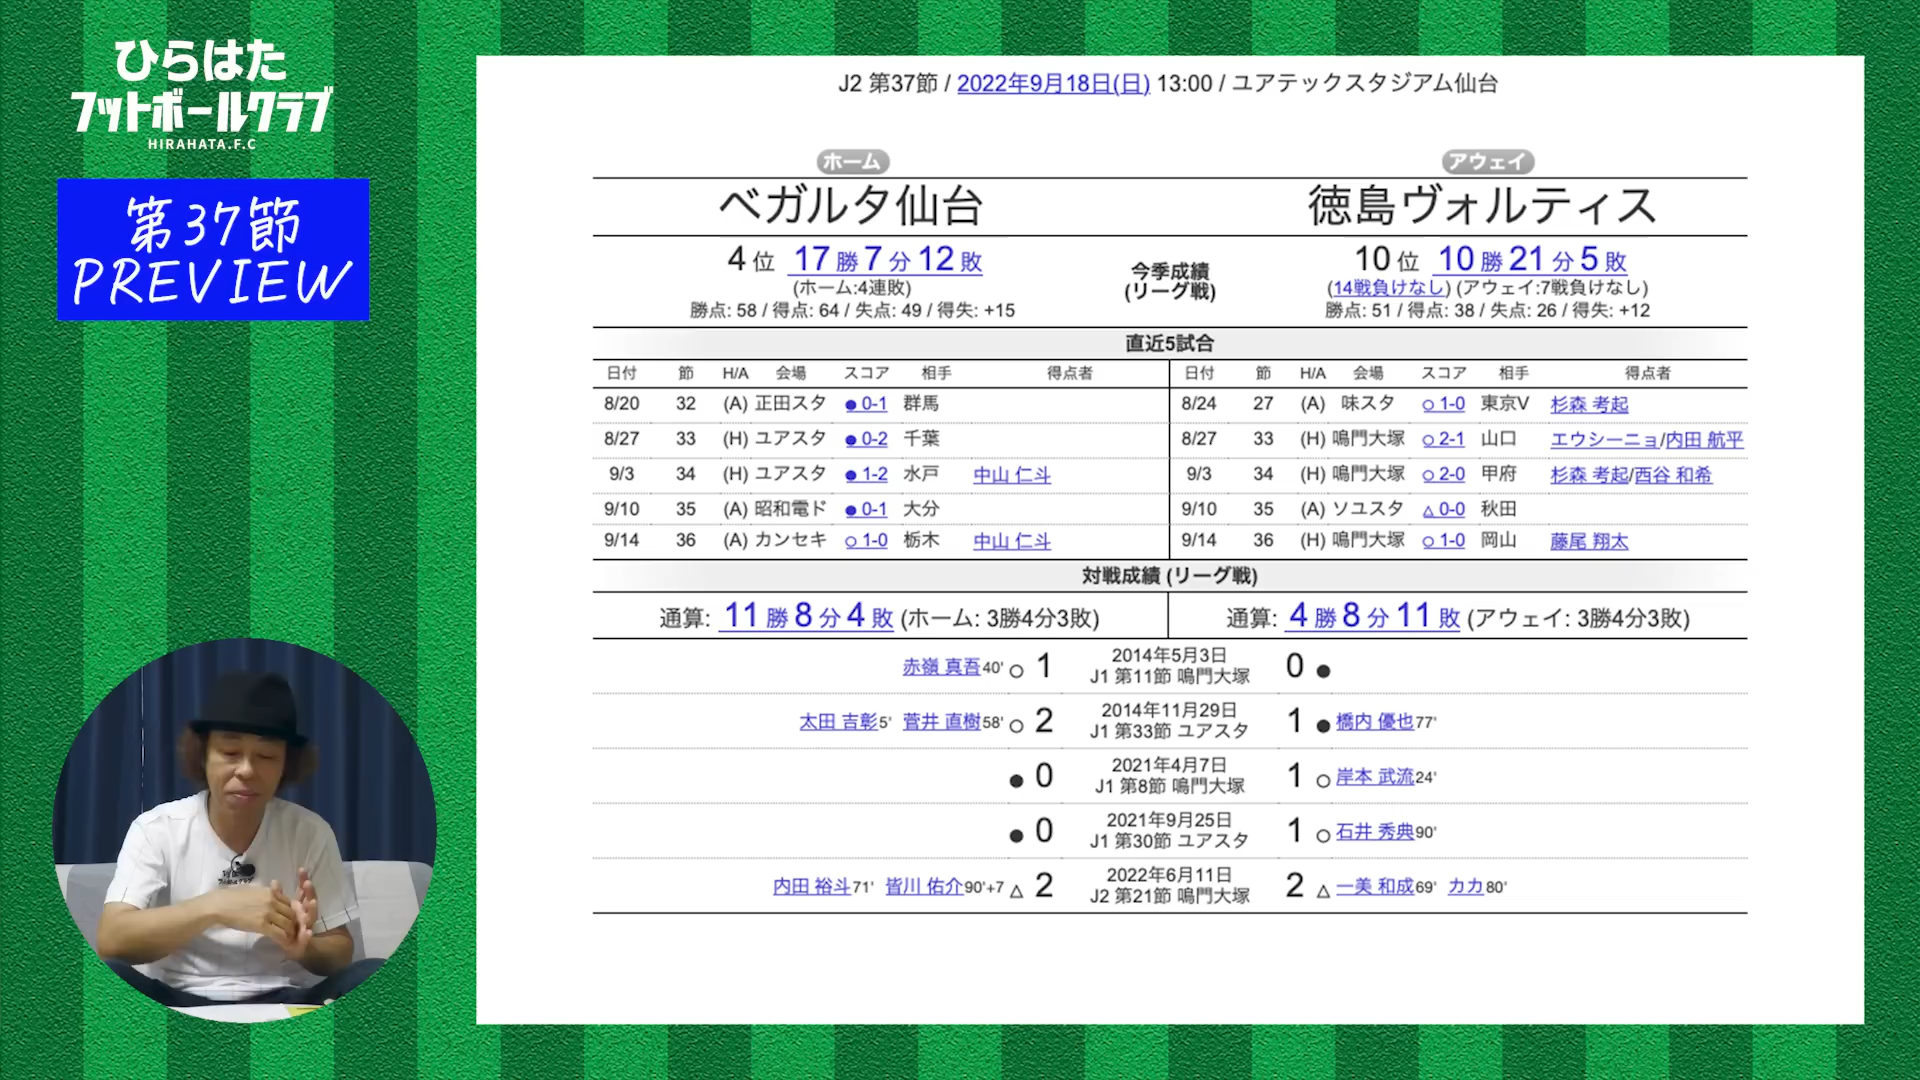 ひらはた
フットボールクラブ
HIRAHATA.F.C
第37節
PREVIEW
J2 第37節 / 2022年9月18日(日) 13:00 / ユアテックスタジアム仙台
ホーム アウェイ
ベガルタ仙台 徳島ヴォルティス
4位 17勝7分12敗 今季成績 10位 10勝21分5敗
(ホーム:4連敗) (リーグ戦) (14戦負けなし) (アウェイ:7戦負けなし)
勝点: 58 / 得点: 64 / 失点: 49 / 得失: +15 勝点: 51 / 得点: 38 / 失点: 26 / 得失: +12
直近5試合
日付 節 H/A 会場 スコア 相手 得点者 日付 節 H/A 会場 スコア 相手 得点者
8/20 32 (A) 正田スタ ●0-1 群馬 8/24 27 (A) 味スタ ○1-0 東京V 杉森 考起
8/27 33 (H) ユアスタ ●0-2 千葉 8/27 33 (H) 鳴門大塚 ○2-1 山口 エウシーニョ/内田 航平
9/3 34 (H) ユアスタ ●1-2 水戸 中山 仁斗 9/3 34 (H) 鳴門大塚 ○2-0 甲府 杉森 考起/西谷 和希
9/10 35 (A) 昭和電ド ●0-1 大分 9/10 35 (A) ソユスタ △0-0 秋田
9/14 36 (A) カンセキ ○1-0 栃木 中山 仁斗 9/14 36 (H) 鳴門大塚 ○1-0 岡山 藤尾 翔太
対戦成績 (リーグ戦)
通算: 11勝8分4敗 (ホーム: 3勝4分3敗) 通算: 4勝8分11敗 (アウェイ: 3勝4分3敗)
赤嶺 真吾40' ○ 1 2014年5月3日 0 ●
J1 第11節 鳴門大塚
太田 吉彰5' 菅井 直樹58' ○ 2 2014年11月29日 1 ● 橋内 優也77'
J1 第33節 ユアスタ
● 0 2021年4月7日 1 ○ 岸本 武流24'
J1 第8節 鳴門大塚
● 0 2021年9月25日 1 ○ 石井 秀典90'
J1 第30節 ユアスタ
内田 裕斗71' 皆川 佑介90'+7 △ 2 2022年6月11日 2 △ 一美 和成69' カカ80'
J2 第21節 鳴門大塚